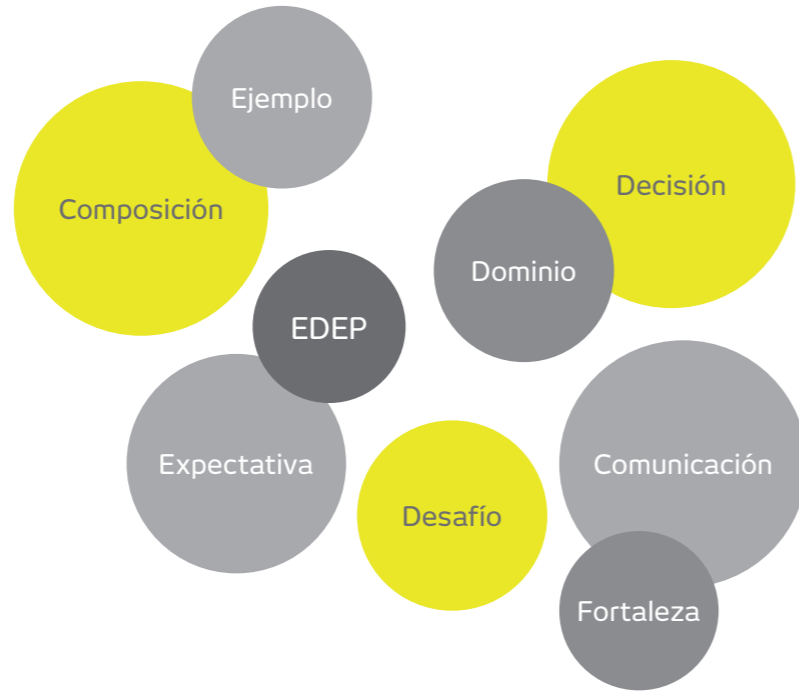 Ejemplo
Composición
Decisión
Dominio
EDEP
Expectativa
Comunicación
Desafío
Fortaleza